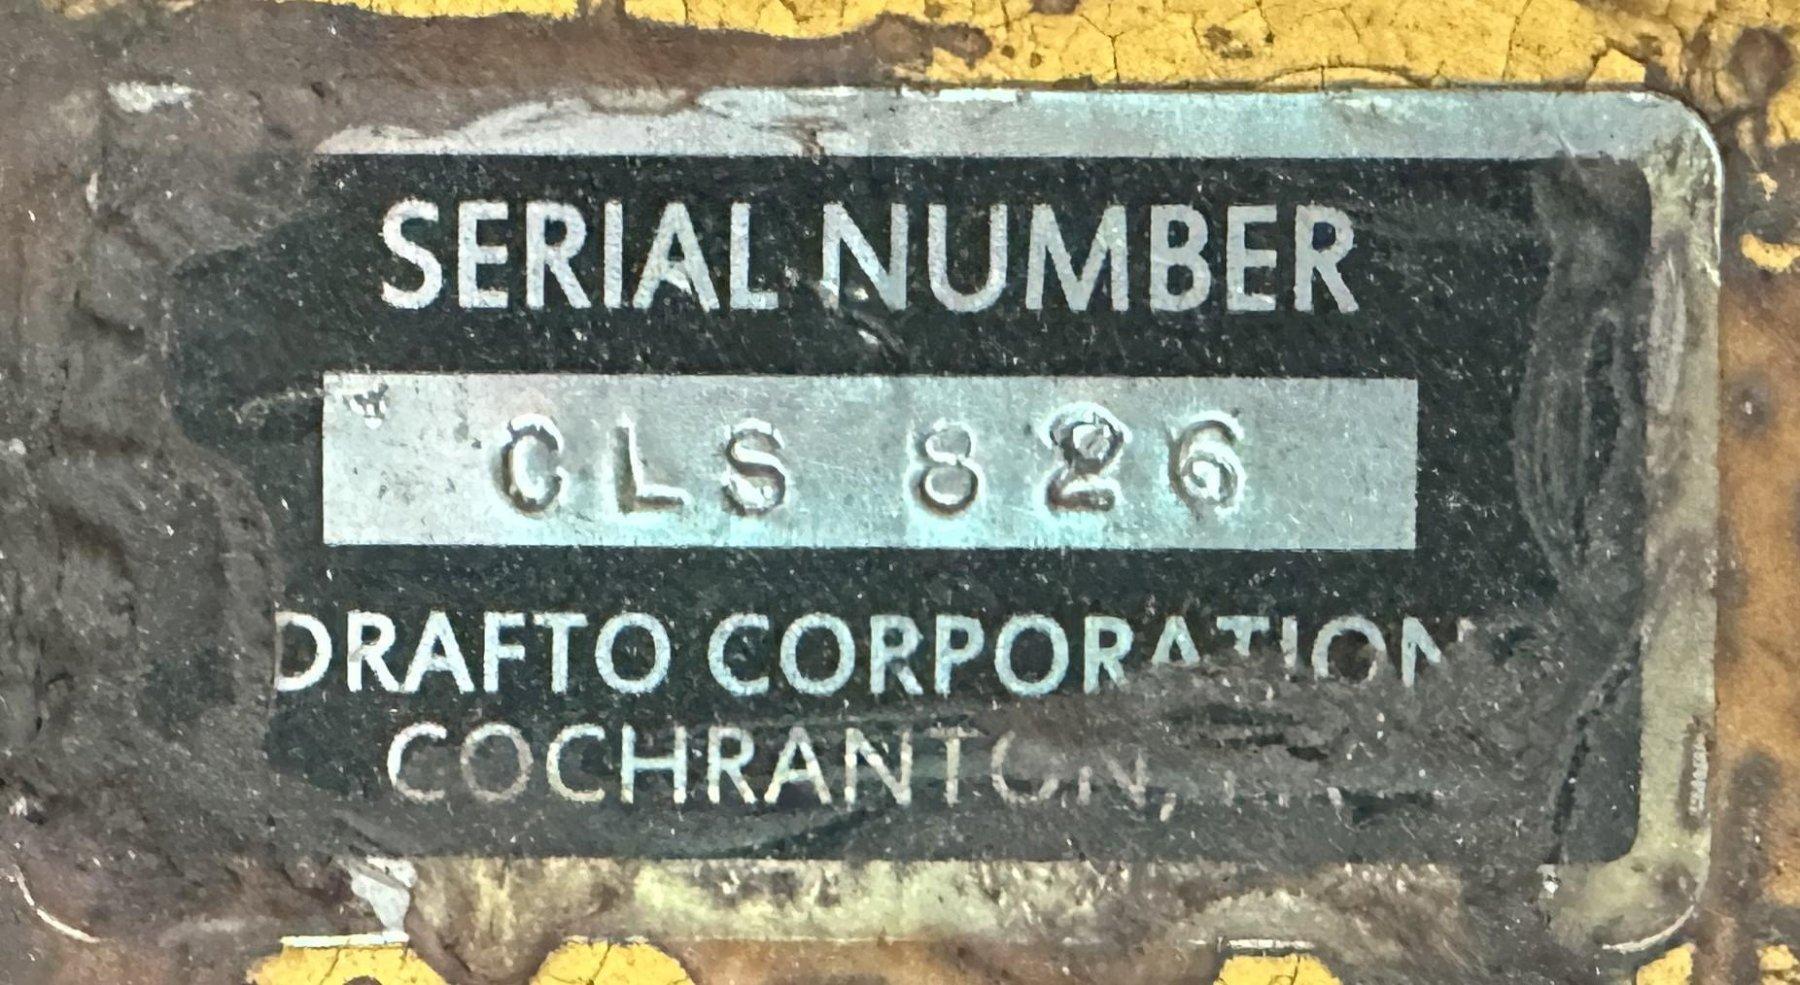 SERIAL NUMBER
CLS 826
DRAFTO CORPORATION
COCHRANTON,